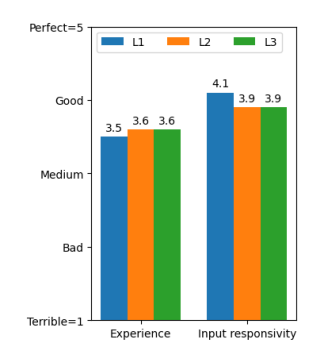 Perfect=5
L1 L2 L3
4.1
Good
3.9 3.9
3.6 3.6
3.5
Medium
Bad
Terrible=1
Experience Input responsivity